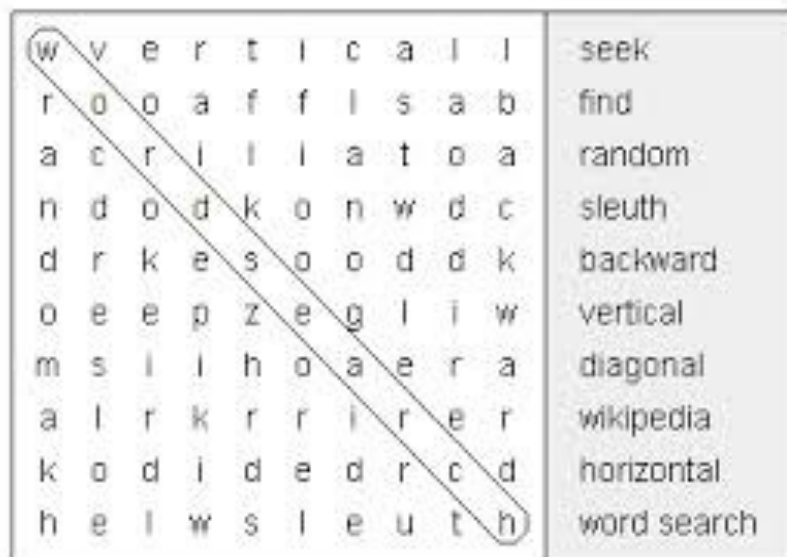 w v e r t i c a l l seek
r o o a f f l s a b find
a c r i l i a t o a random
n d o d k o n w d c sleuth
d r k e s o o d d k backward
o e e p z e g l i w vertical
m s i i h o a e r a diagonal
a l r k r r i r e r wikipedia
k o d i d e d r c d horizontal
h e l w s l e u t h word search